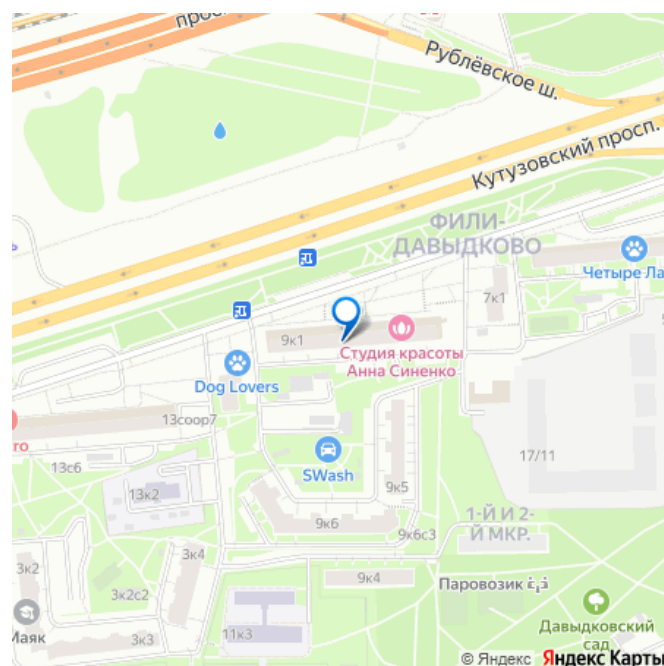 просп
Рублёвское ш.
Кутузовский просп.
ФИЛИ-
ДАВЫДКОВО
Четыре Ла
7к1
9к1
Студия красоты
Анна Синенко
Dog Lovers
13соор7
13с6
17/11
SWash
13к2
9к5
1-Й И 2-
Й МКР.
9к6
9к6с3
3к4
3к2
9к4
Паровозик
3к2с2
Маяк
Давыдковский
сад
3к3
11к3
© Яндекс Яндекс Карты